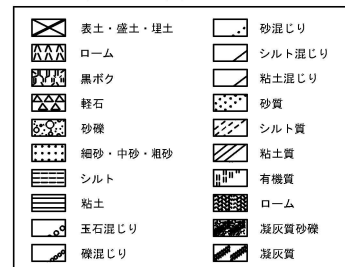 表土・盛土・埋土
ローム
黒ボク
軽石
砂礫
細砂・中砂・粗砂
シルト
粘土
玉石混じり
礫混じり
砂混じり
シルト混じり
粘土混じり
砂質
シルト質
粘土質
有機質
ローム
凝灰質砂礫
凝灰質